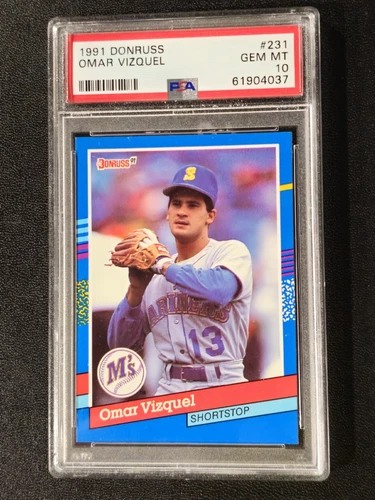 1991 DONRUSS #231
OMAR VIZQUEL GEM MT
10
PSA 61904037
DONRUSS '91
S
MARINERS
13
M's
Omar Vizquel
SHORTSTOP